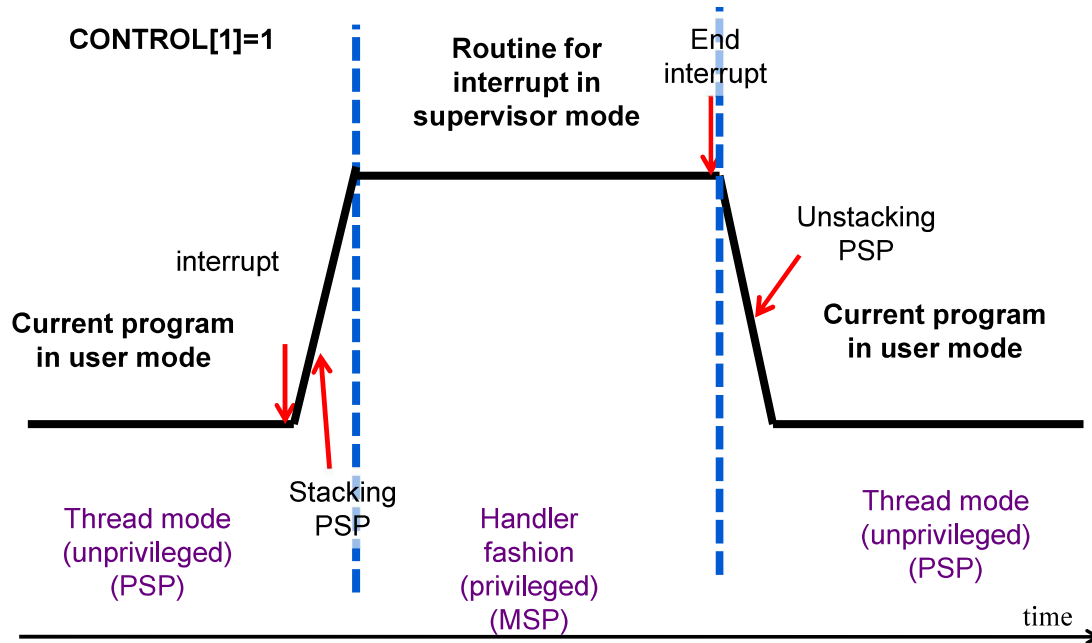 CONTROL[1]=1
Routine for
interrupt in
supervisor mode
End
interrupt
interrupt
Unstacking
PSP
Current program
in user mode
Current program
in user mode
Stacking
PSP
Thread mode
(unprivileged)
(PSP)
Handler
fashion
(privileged)
(MSP)
Thread mode
(unprivileged)
(PSP)
time